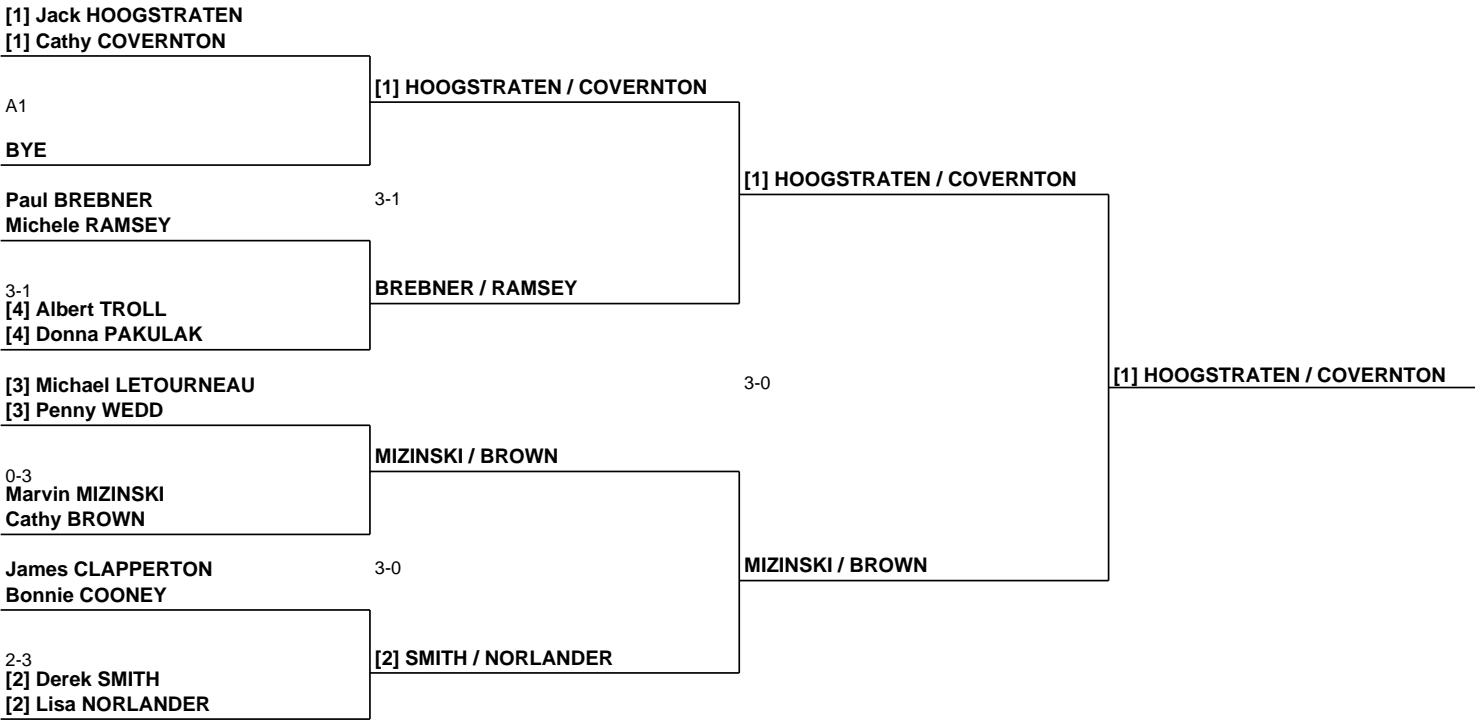 [1] Jack HOOGSTRATEN
[1] Cathy COVERNTON
[1] HOOGSTRATEN / COVERNTON
A1
BYE
[1] HOOGSTRATEN / COVERNTON
Paul BREBNER
3-1
Michele RAMSEY
BREBNER / RAMSEY
3-1
[4] Albert TROLL
[4] Donna PAKULAK
[1] HOOGSTRATEN / COVERNTON
[3] Michael LETOURNEAU
3-0
[3] Penny WEDD
MIZINSKI / BROWN
0-3
Marvin MIZINSKI
Cathy BROWN
MIZINSKI / BROWN
James CLAPPERTON
3-0
Bonnie COONEY
[2] SMITH / NORLANDER
2-3
[2] Derek SMITH
[2] Lisa NORLANDER